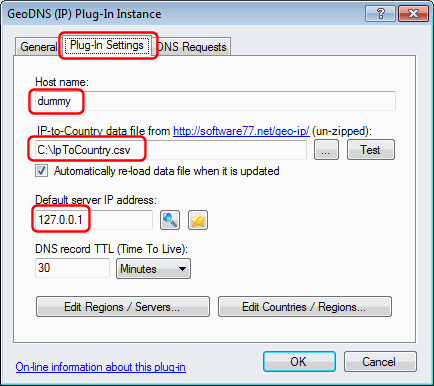 GeoDNS (IP) Plug-In Instance
General Plug-In Settings DNS Requests
Host name:
dummy
IP-to-Country data file from http://software77.net/geo-ip/ (un-zipped):
C:\IpToCountry.csv ... Test
Automatically re-load data file when it is updated
Default server IP address:
127.0.0.1
DNS record TTL (Time To Live):
30 Minutes
Edit Regions / Servers... Edit Countries / Regions...
On-line information about this plug-in OK Cancel